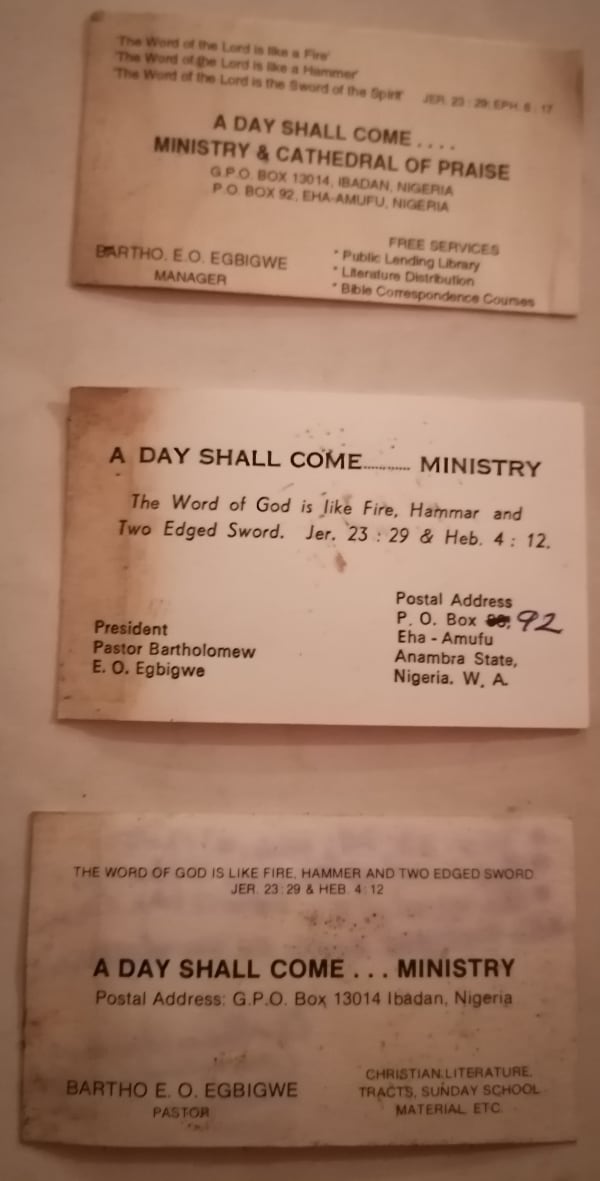 'The Word of the Lord is like a Fire'
'The Word of the Lord is like a Hammer'
'The Word of the Lord is the Sword of the Spirit' JER. 23 : 29; EPH. 6 : 17
A DAY SHALL COME . . . .
MINISTRY & CATHEDRAL OF PRAISE
G.P.O. BOX 13014, IBADAN, NIGERIA
P.O. BOX 92, EHA-AMUFU, NIGERIA
BARTHO. E.O. EGBIGWE
MANAGER
FREE SERVICES
* Public Lending Library
* Literature Distribution
* Bible Correspondence Courses
A DAY SHALL COME............ MINISTRY
The Word of God is like Fire, Hammar and
Two Edged Sword. Jer. 23 : 29 & Heb. 4 : 12.
President
Pastor Bartholomew
E. O. Egbigwe
Postal Address
P. O. Box 92
Eha - Amufu
Anambra State,
Nigeria. W. A.
THE WORD OF GOD IS LIKE FIRE, HAMMER AND TWO EDGED SWORD
JER. 23:29 & HEB. 4:12
A DAY SHALL COME . . . MINISTRY
Postal Address: G.P.O. Box 13014 Ibadan, Nigeria
BARTHO E. O. EGBIGWE
PASTOR
CHRISTIAN LITERATURE,
TRACTS, SUNDAY SCHOOL
MATERIAL ETC.